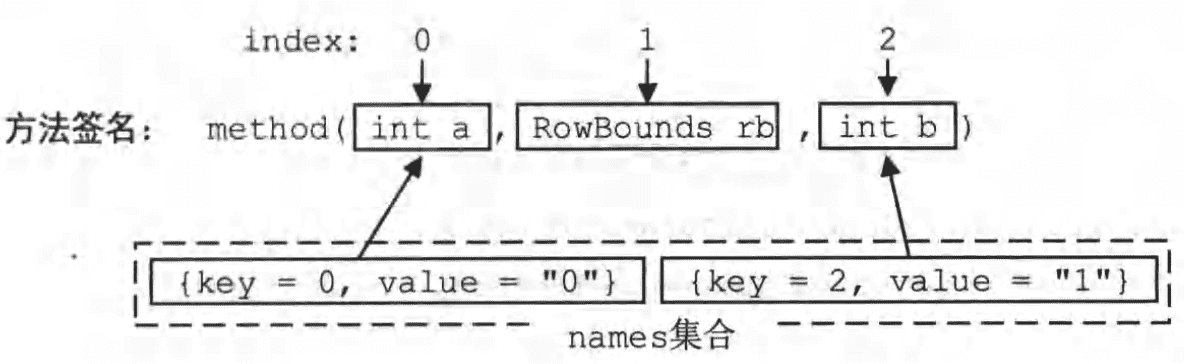 index: 0 1 2
方法签名： method(int a, RowBounds rb , int b)
{key = 0, value = "0"} {key = 2, value = "1"}
names集合